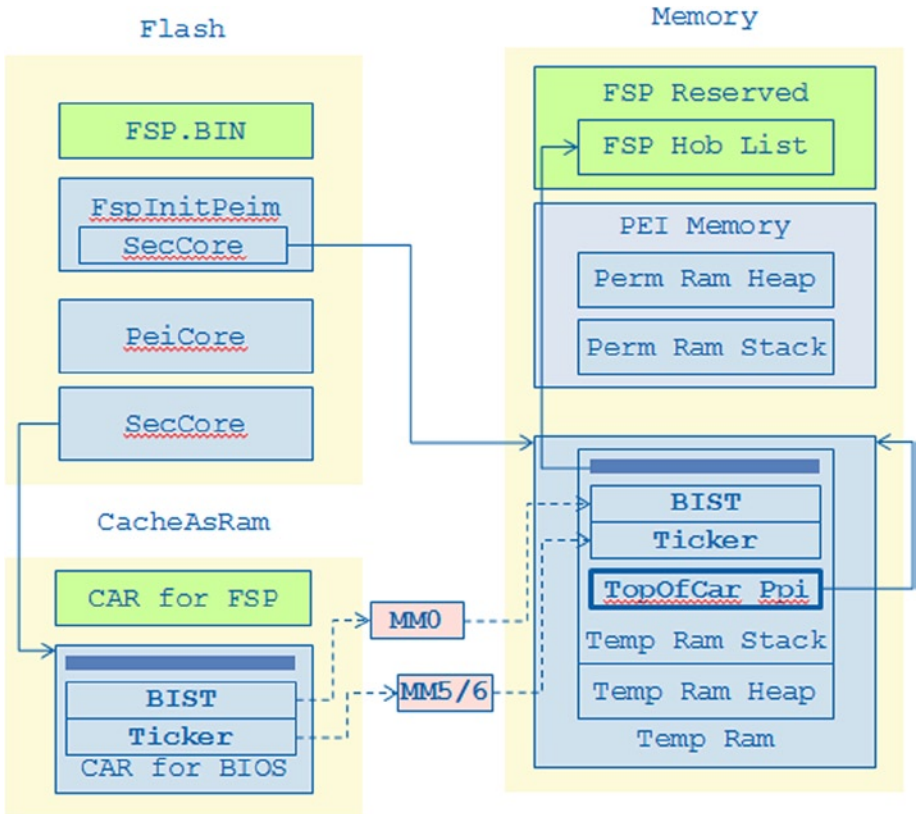 Flash
FSP.BIN
FspInitPeim
SecCore
PeiCore
SecCore
CacheAsRam
CAR for FSP
BIST
Ticker
CAR for BIOS
MM0
MM5/6
Memory
FSP Reserved
FSP Hob List
PEI Memory
Perm Ram Heap
Perm Ram Stack
BIST
Ticker
TopOfCar Ppi
Temp Ram Stack
Temp Ram Heap
Temp Ram